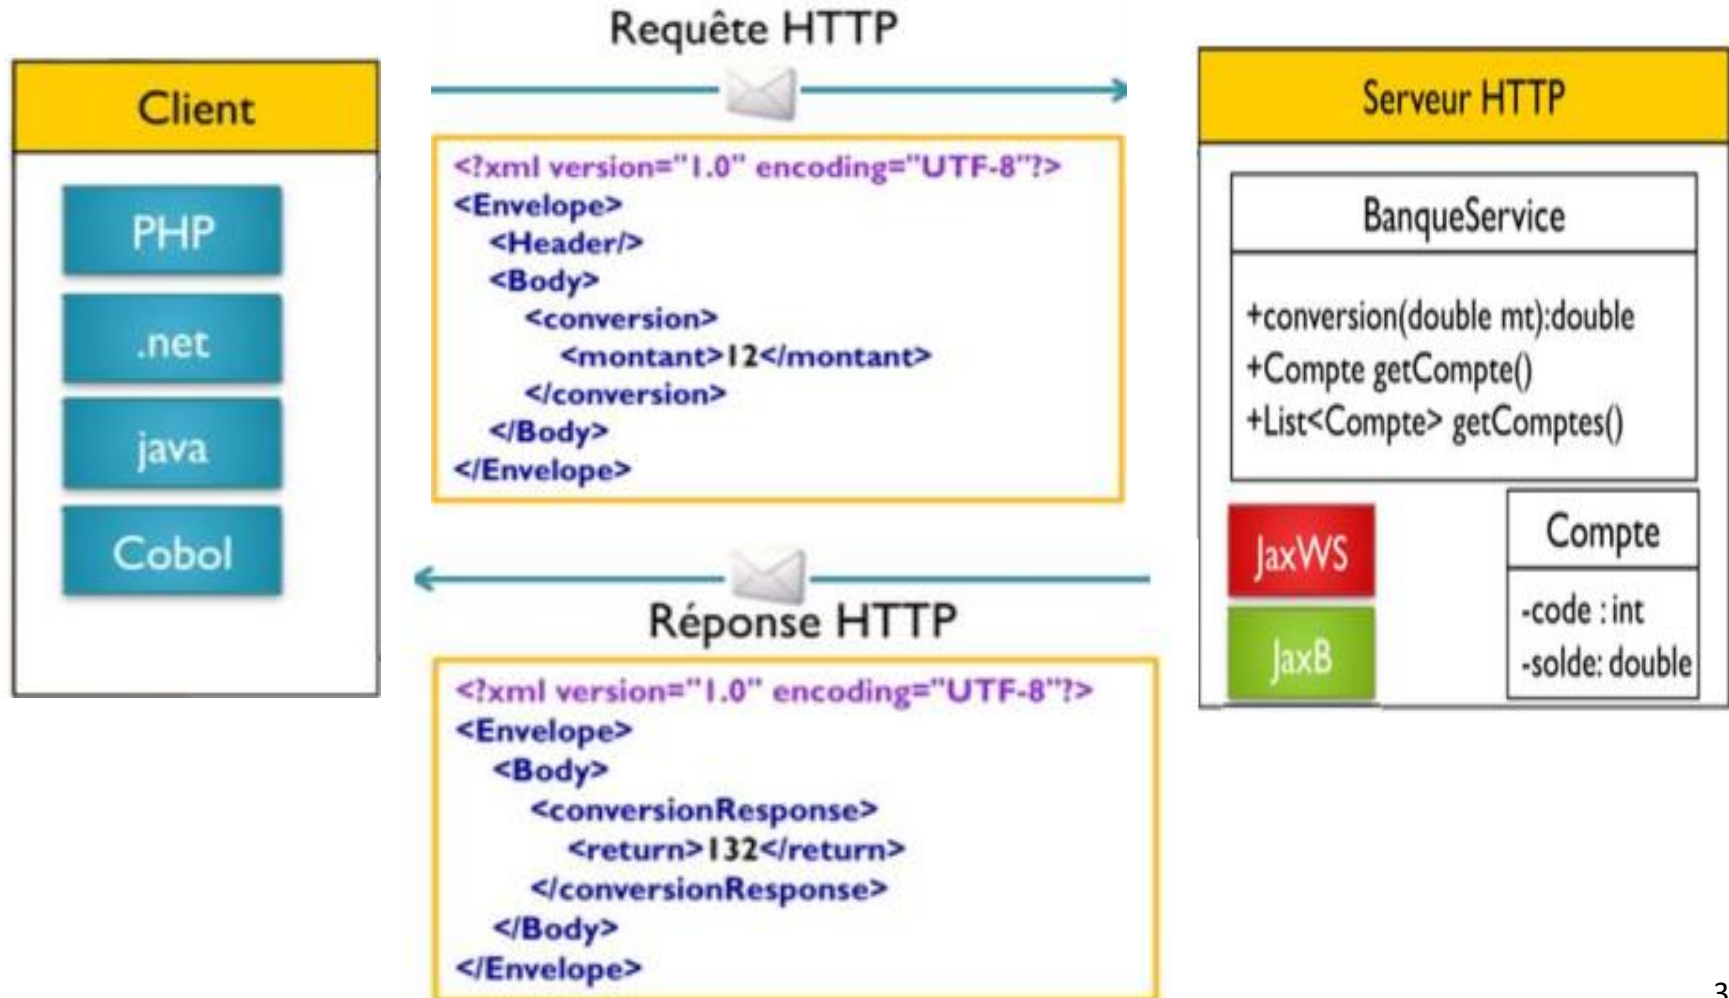 Client
PHP
.net
java
Cobol
Requête HTTP
<?xml version="1.0" encoding="UTF-8"?>
<Envelope>
<Header/>
<Body>
<conversion>
<montant>12</montant>
</conversion>
</Body>
</Envelope>
Réponse HTTP
<?xml version="1.0" encoding="UTF-8"?>
<Envelope>
<Body>
<conversionResponse>
<return>132</return>
</conversionResponse>
</Body>
</Envelope>
Serveur HTTP
BanqueService
+conversion(double mt):double
+Compte getCompte()
+List<Compte> getComptes()
JaxWS
JaxB
Compte
-code : int
-solde: double
3